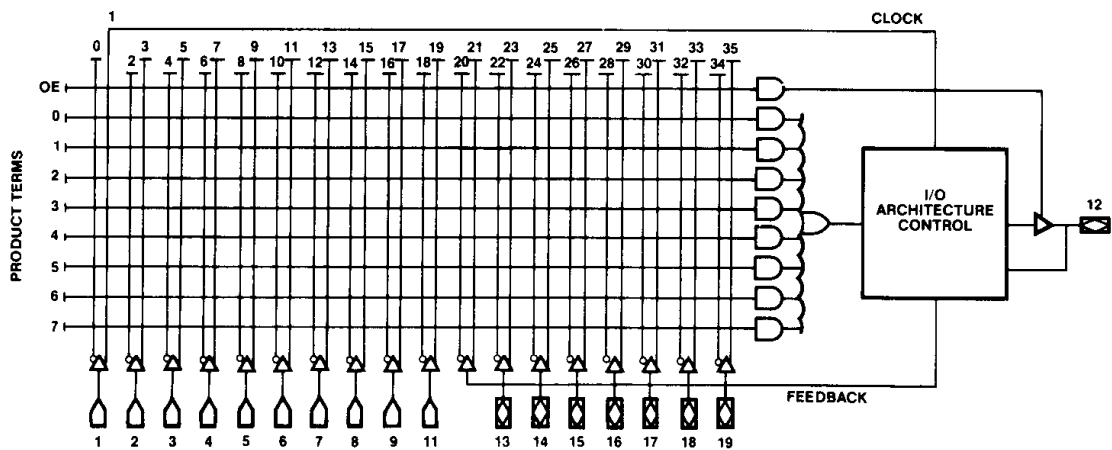 1 CLOCK
0 3 5 7 9 11 13 15 17 19 21 23 25 27 29 31 33 35
2 4 6 8 10 12 14 16 18 20 22 24 26 28 30 32 34
OE
0
1
2
3
4
5
6
7
PRODUCT TERMS
I/O
ARCHITECTURE
CONTROL
12
FEEDBACK
1 2 3 4 5 6 7 8 9 11 13 14 15 16 17 18 19